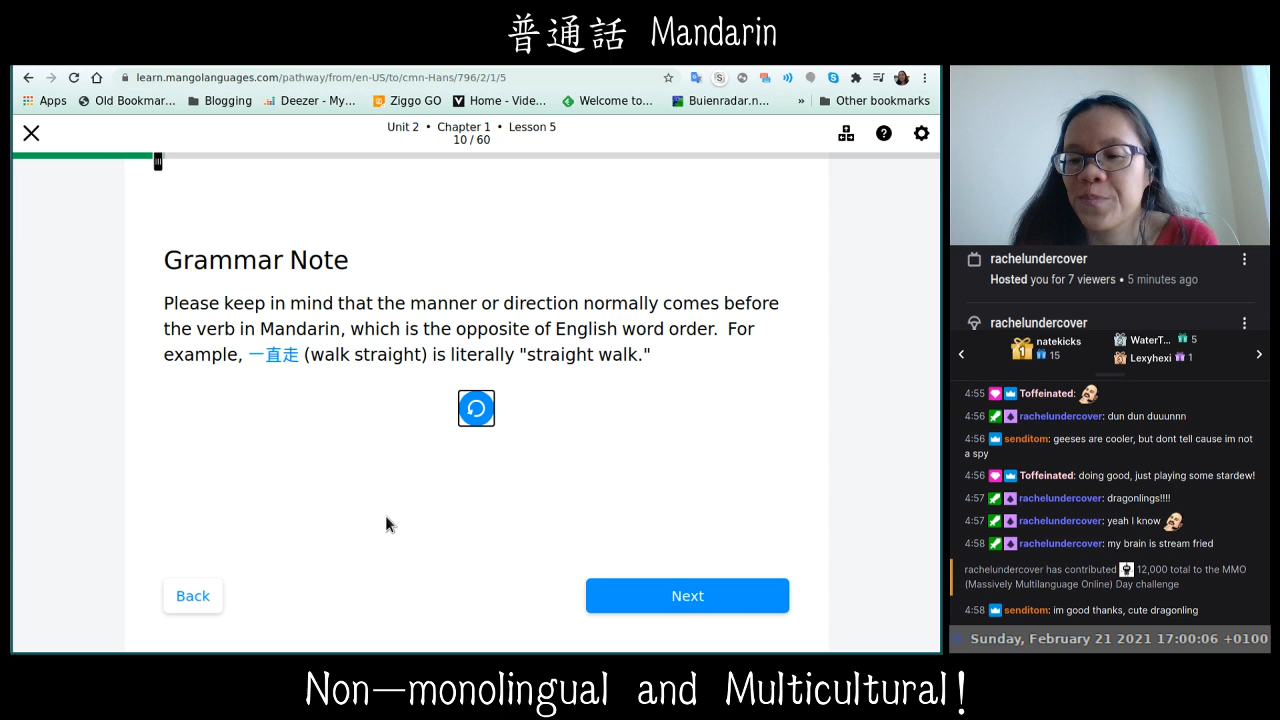 普通話 Mandarin
learn.mangolanguages.com/pathway/from/en-US/to/cmn-Hans/796/2/1/5
Apps Old Bookmar... Blogging Deezer - My... Ziggo GO Home - Vide... Welcome to... Buienradar.n... » Other bookmarks
Unit 2 • Chapter 1 • Lesson 5
10 / 60
Grammar Note
Please keep in mind that the manner or direction normally comes before
the verb in Mandarin, which is the opposite of English word order. For
example, 一直走 (walk straight) is literally "straight walk."
Back
Next
rachelundercover
Hosted you for 7 viewers • 5 minutes ago
rachelundercover
1 natekicks
15
WaterT... 5
Lexyhexi 1
4:55 Toffeinated:
4:56 rachelundercover: dun dun duuunnn
4:56 senditom: geeses are cooler, but dont tell cause im not
a spy
4:56 Toffeinated: doing good, just playing some stardew!
4:57 rachelundercover: dragonlings!!!!
4:57 rachelundercover: yeah I know
4:58 rachelundercover: my brain is stream fried
rachelundercover has contributed 12,000 total to the MMO
(Massively Multilanguage Online) Day challenge
4:58 senditom: im good thanks, cute dragonling
Sunday, February 21 2021 17:00:06 +0100
Non-monolingual and Multicultural!